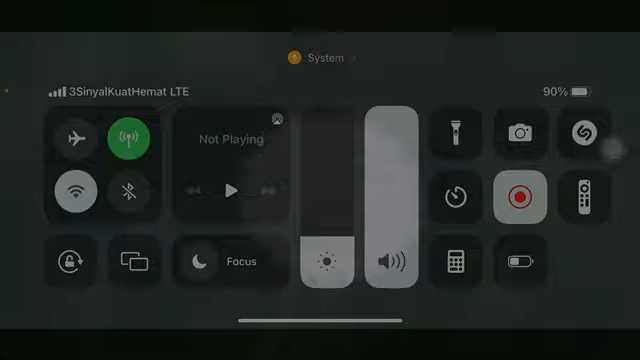 System
3SinyalKuatHemat LTE
90%
Not Playing
Focus